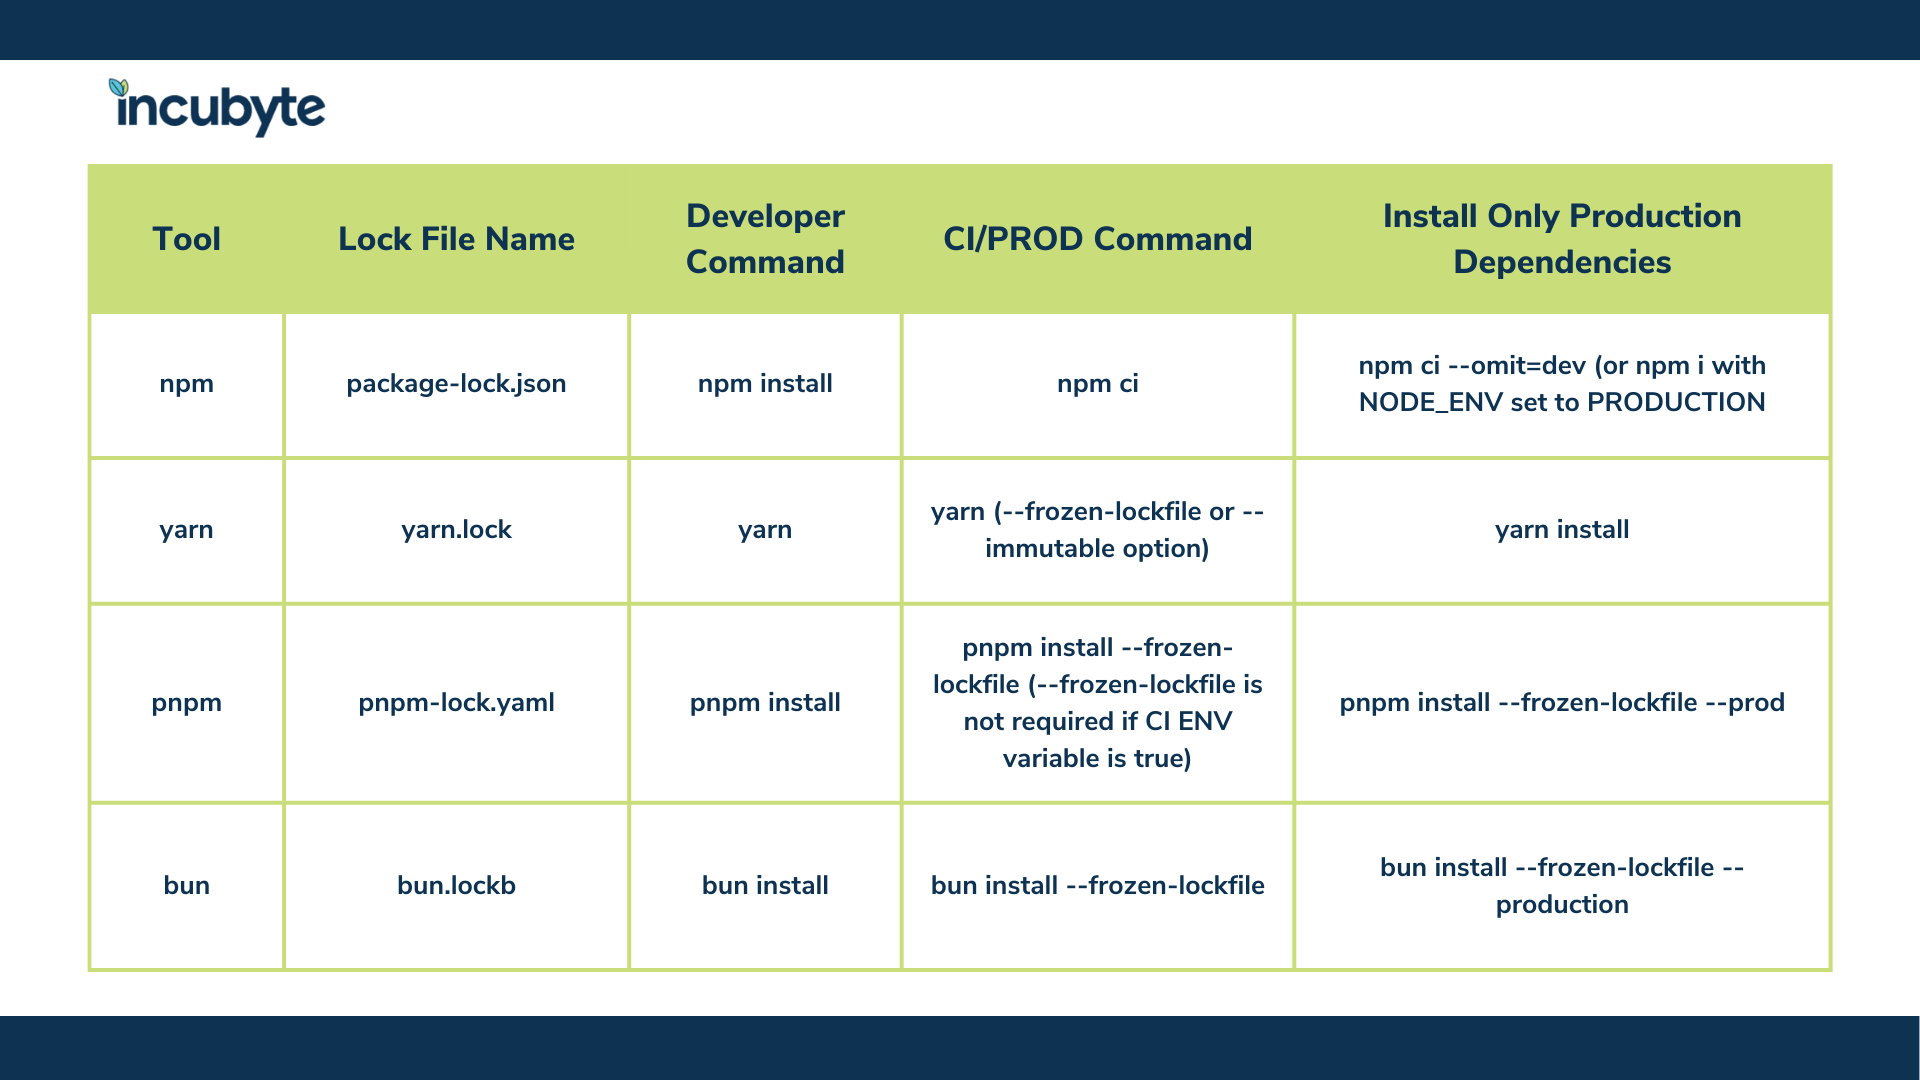 incubyte
Tool
Lock File Name
Developer
Command
CI/PROD Command
Install Only Production
Dependencies
npm
package-lock.json
npm install
npm ci
npm ci --omit=dev (or npm i with
NODE_ENV set to PRODUCTION
yarn
yarn.lock
yarn
yarn (--frozen-lockfile or --
immutable option)
yarn install
pnpm
pnpm-lock.yaml
pnpm install
pnpm install --frozen-
lockfile (--frozen-lockfile is
not required if CI ENV
variable is true)
pnpm install --frozen-lockfile --prod
bun
bun.lockb
bun install
bun install --frozen-lockfile
bun install --frozen-lockfile --
production